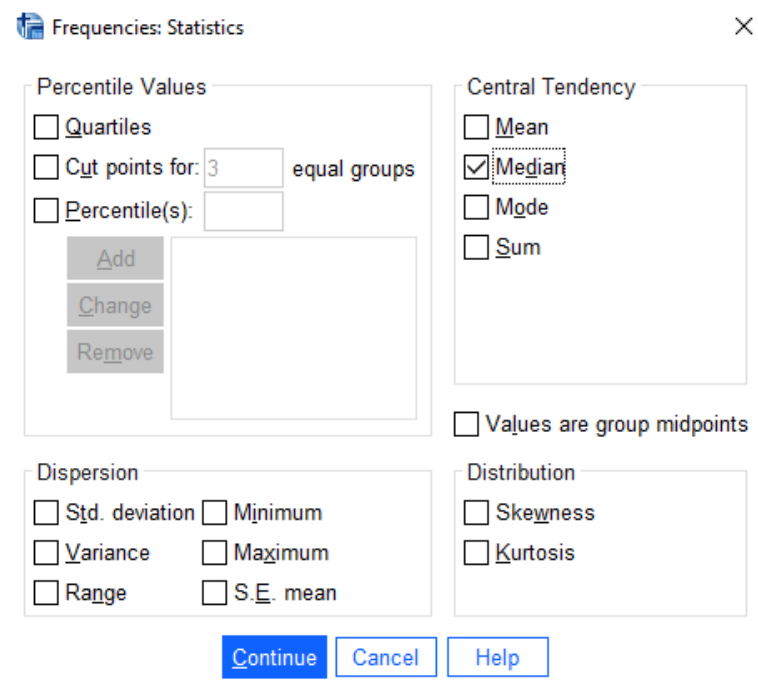 Frequencies: Statistics
Percentile Values
Quartiles
Cut points for: 3 equal groups
Percentile(s):
Add
Change
Remove
Central Tendency
Mean
Median
Mode
Sum
Values are group midpoints
Dispersion
Std. deviation Minimum
Variance Maximum
Range S.E. mean
Distribution
Skewness
Kurtosis
Continue Cancel Help